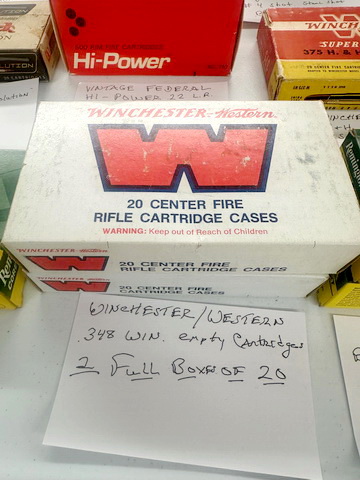 Hi-Power
VINTAGE FEDERAL
HI-POWER 22 L.R.
WINCHESTER
SUPER
375 H. &
20 CENTER FIRE CARTRID
WINCHESTER-Western
W
20 CENTER FIRE
RIFLE CARTRIDGE CASES
WARNING: Keep out of Reach of Children
WINCHESTER-Western
20 CENTER FIRE
RIFLE CARTRIDGE CASES
20 CENTER FIRE
CARTRIDGE CASES
WINCHESTER/WESTERN
.348 WIN. empty Cartridges
2 Full Boxes OF 20